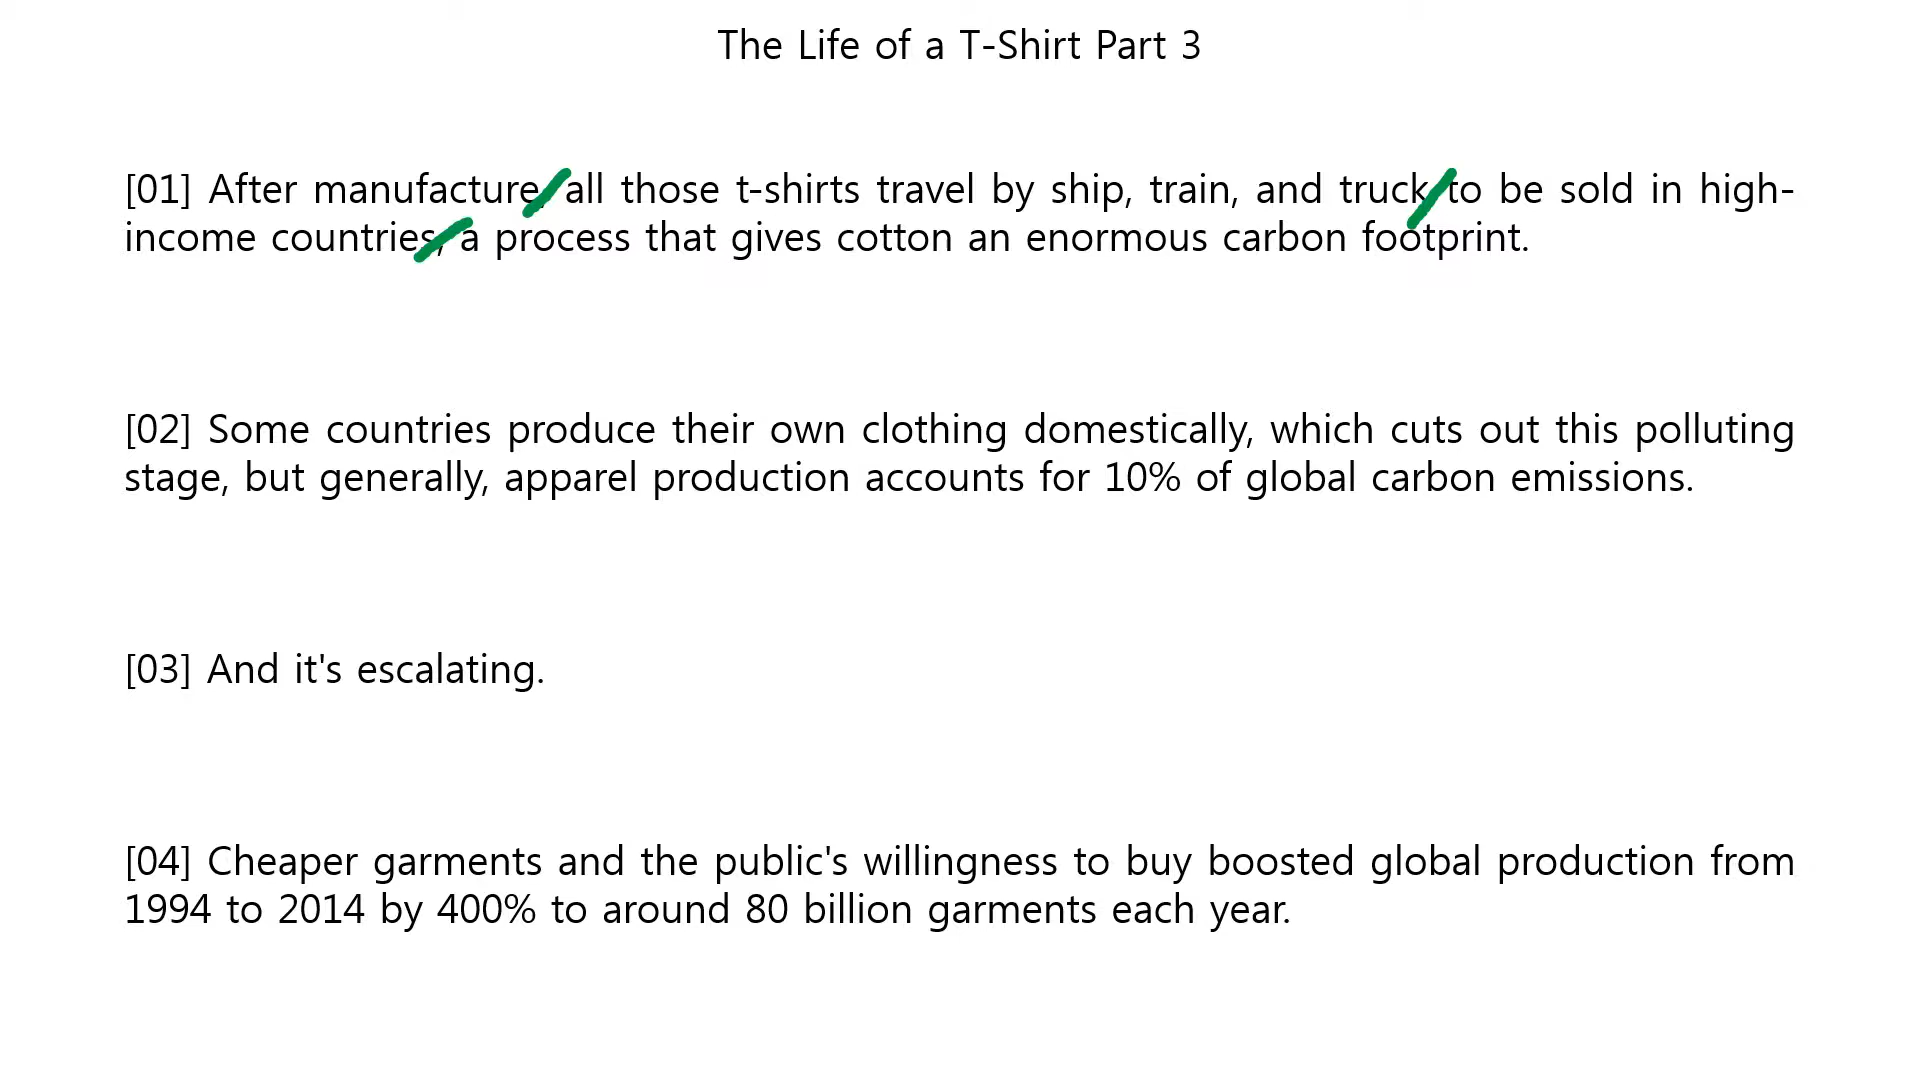 The Life of a T-Shirt Part 3
[01] After manufacture, all those t-shirts travel by ship, train, and truck to be sold in high-
income countries, a process that gives cotton an enormous carbon footprint.
[02] Some countries produce their own clothing domestically, which cuts out this polluting
stage, but generally, apparel production accounts for 10% of global carbon emissions.
[03] And it's escalating.
[04] Cheaper garments and the public's willingness to buy boosted global production from
1994 to 2014 by 400% to around 80 billion garments each year.